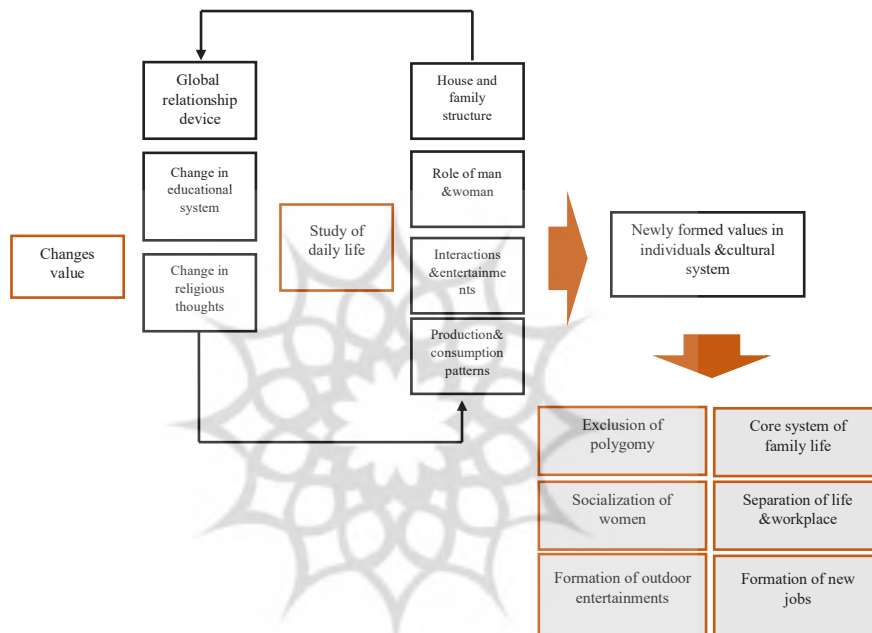 Global
relationship
device
House and
family
structure
Change in
educational
system
Role of man
&woman
Changes
value
Study of
daily life
Change in
religious
thoughts
Interactions
&entertainme
nts
Production&
consumption
patterns
Newly formed values in
individuals &cultural
system
Exclusion of
polygomy
Core system of
family life
Socialization of
women
Separation of life
&workplace
Formation of outdoor
entertainments
Formation of new
jobs